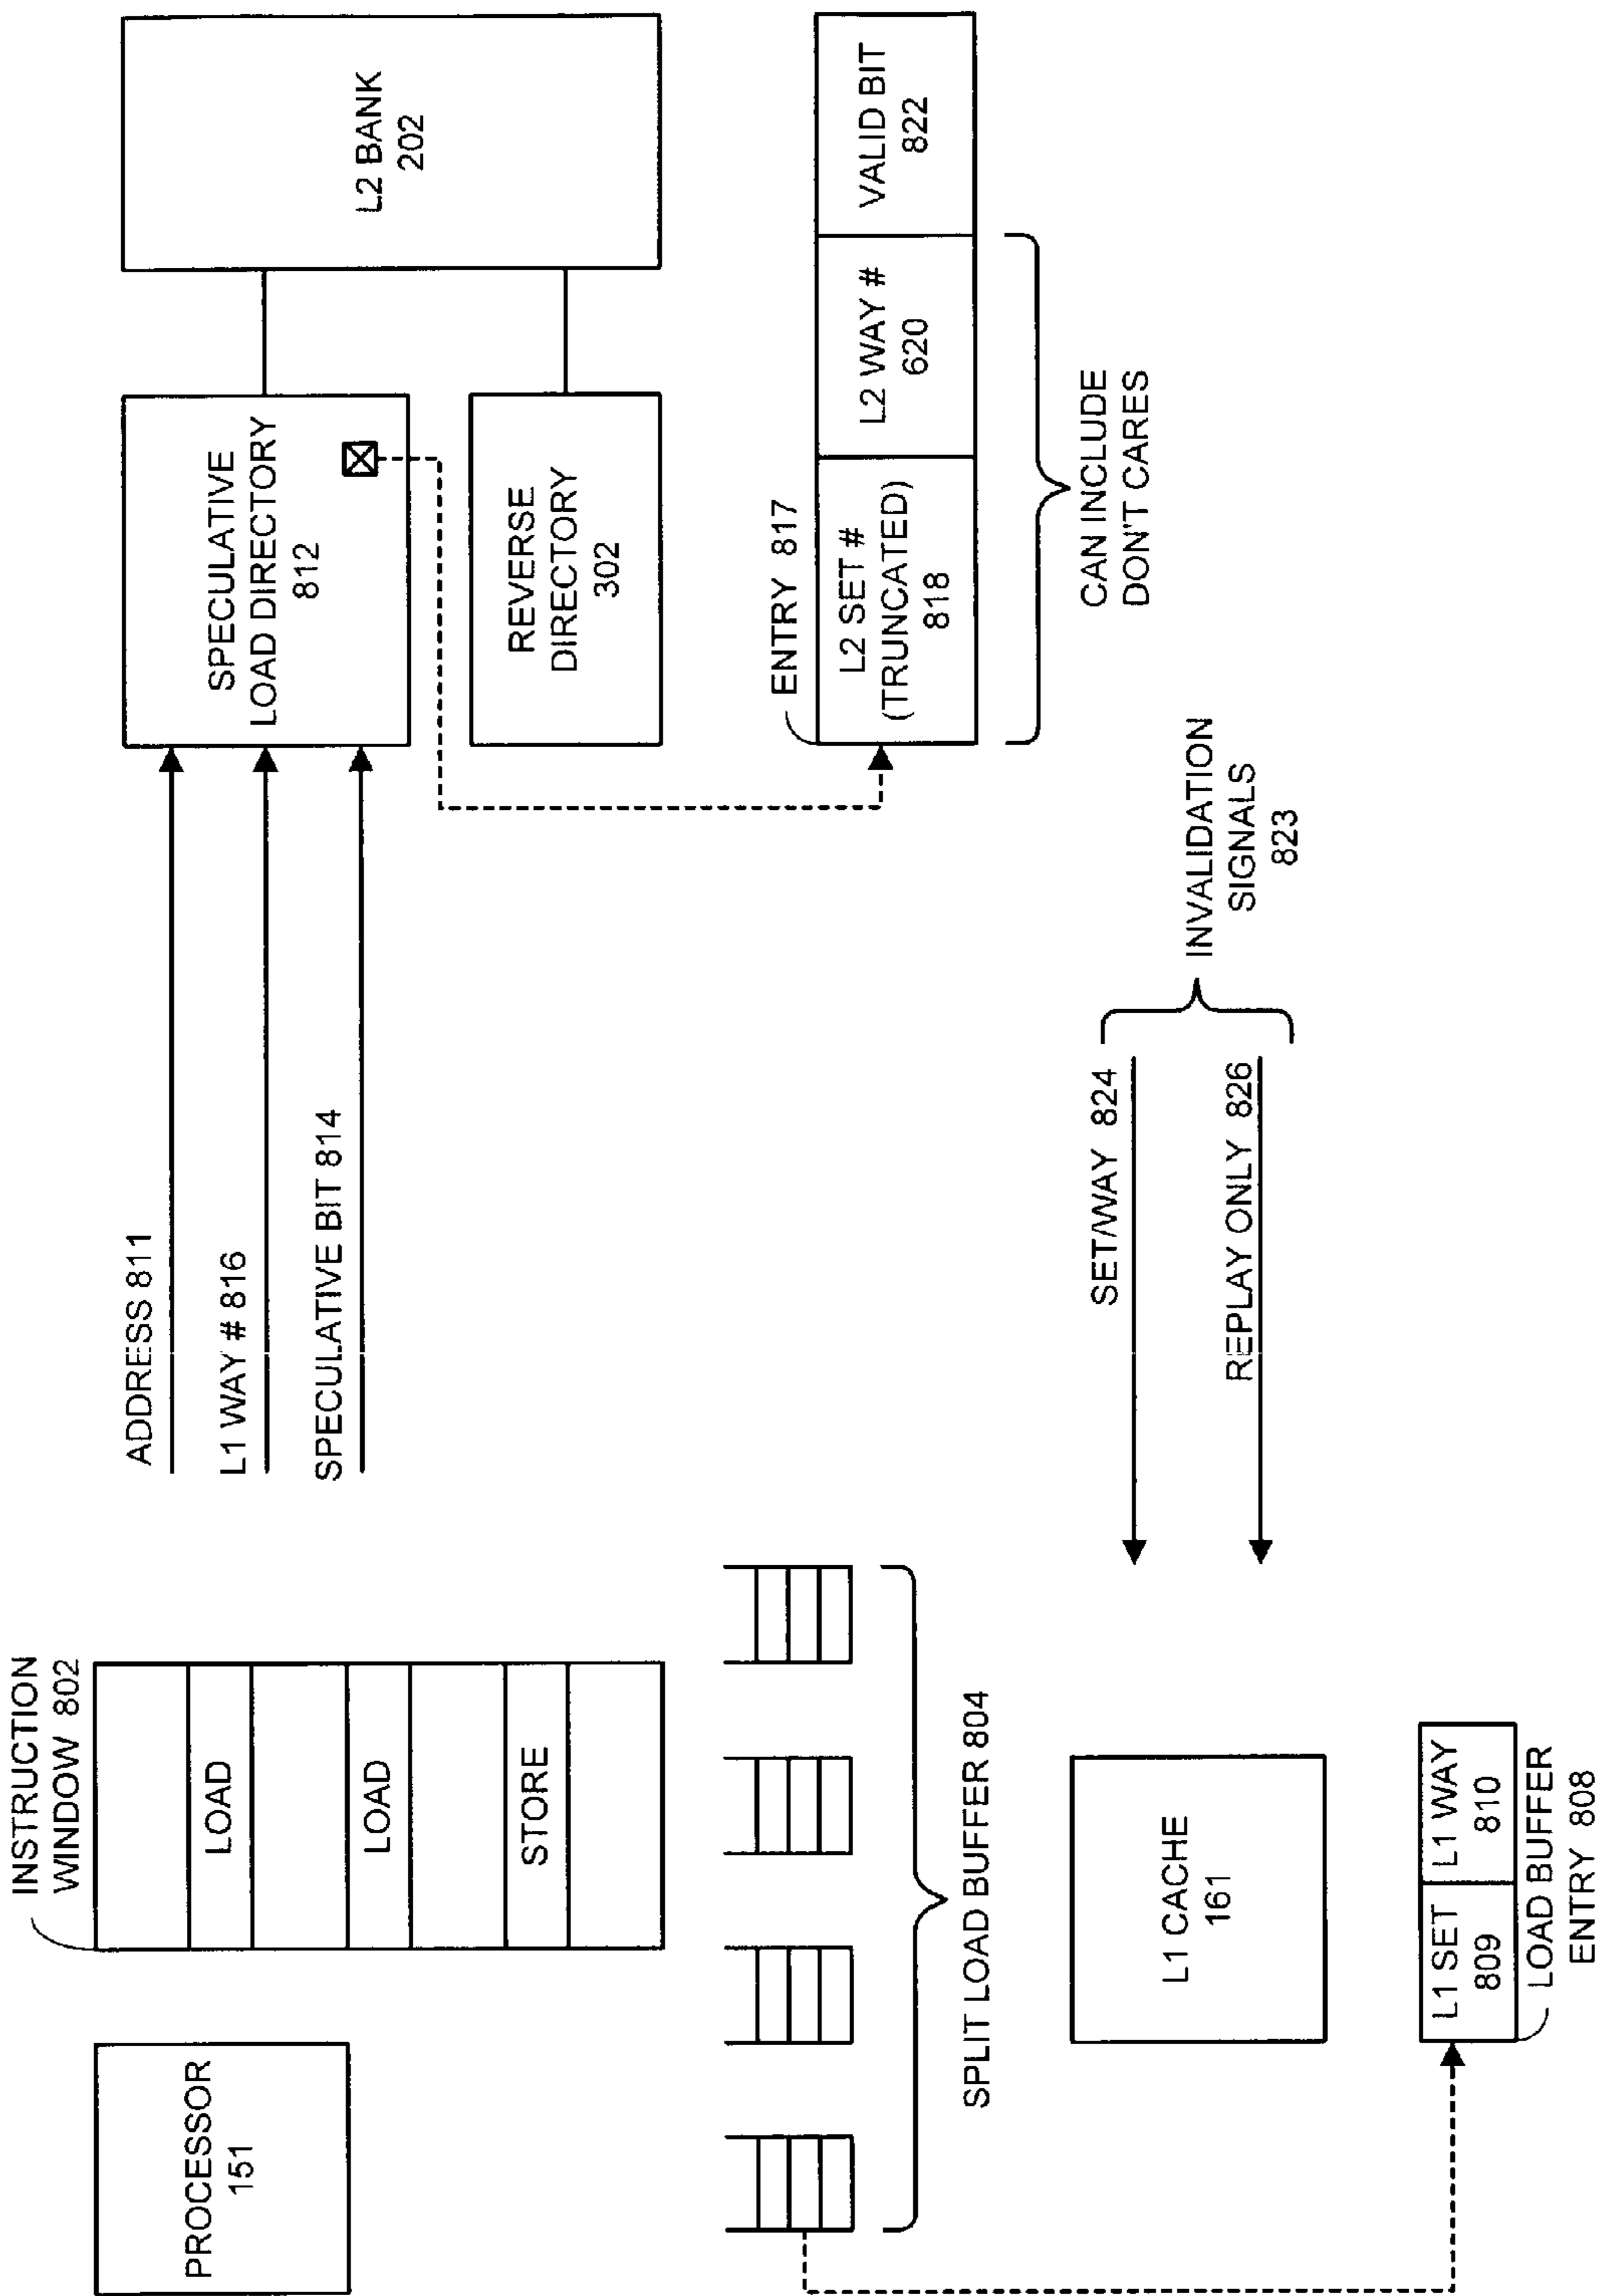 PROCESSOR
151
INSTRUCTION
WINDOW 802
LOAD
LOAD
STORE
SPLIT LOAD BUFFER 804
L1 CACHE
161
L1 SET
809
L1 WAY
810
LOAD BUFFER
ENTRY 808
ADDRESS 811
L1 WAY # 816
SPECULATIVE BIT 814
SPECULATIVE
LOAD DIRECTORY
812
REVERSE
DIRECTORY
302
L2 BANK
202
ENTRY 817
L2 SET #
(TRUNCATED)
818
L2 WAY #
620
VALID BIT
822
CAN INCLUDE
DON'T CARES
SET/WAY 824
REPLAY ONLY 826
INVALIDATION
SIGNALS
823